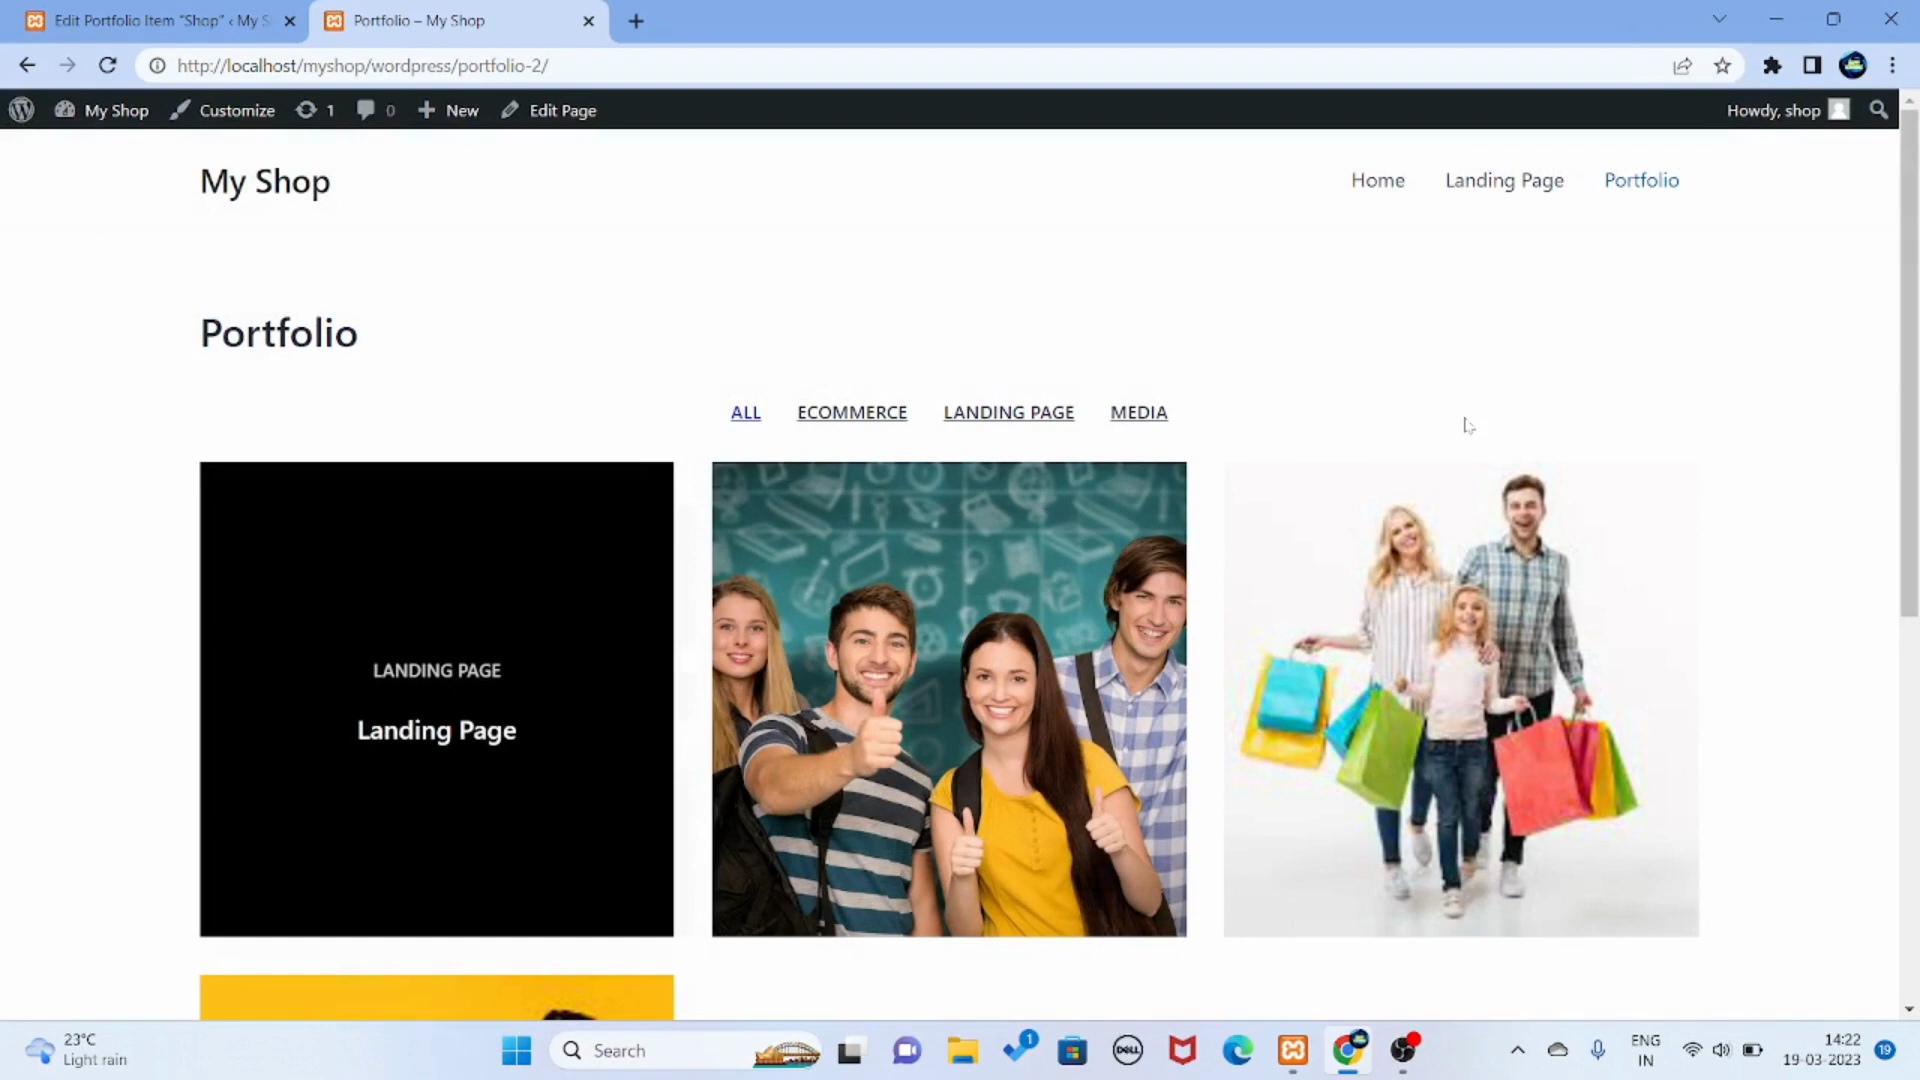 Edit Portfolio Item "Shop" ‹ My S
Portfolio – My Shop
http://localhost/myshop/wordpress/portfolio-2/
My Shop
Customize
1
0
New
Edit Page
Howdy, shop
My Shop
Home
Landing Page
Portfolio
Portfolio
ALL
ECOMMERCE
LANDING PAGE
MEDIA
LANDING PAGE
Landing Page
23°C
Light rain
Search
1
DELL
ENG
IN
14:22
19-03-2023
19